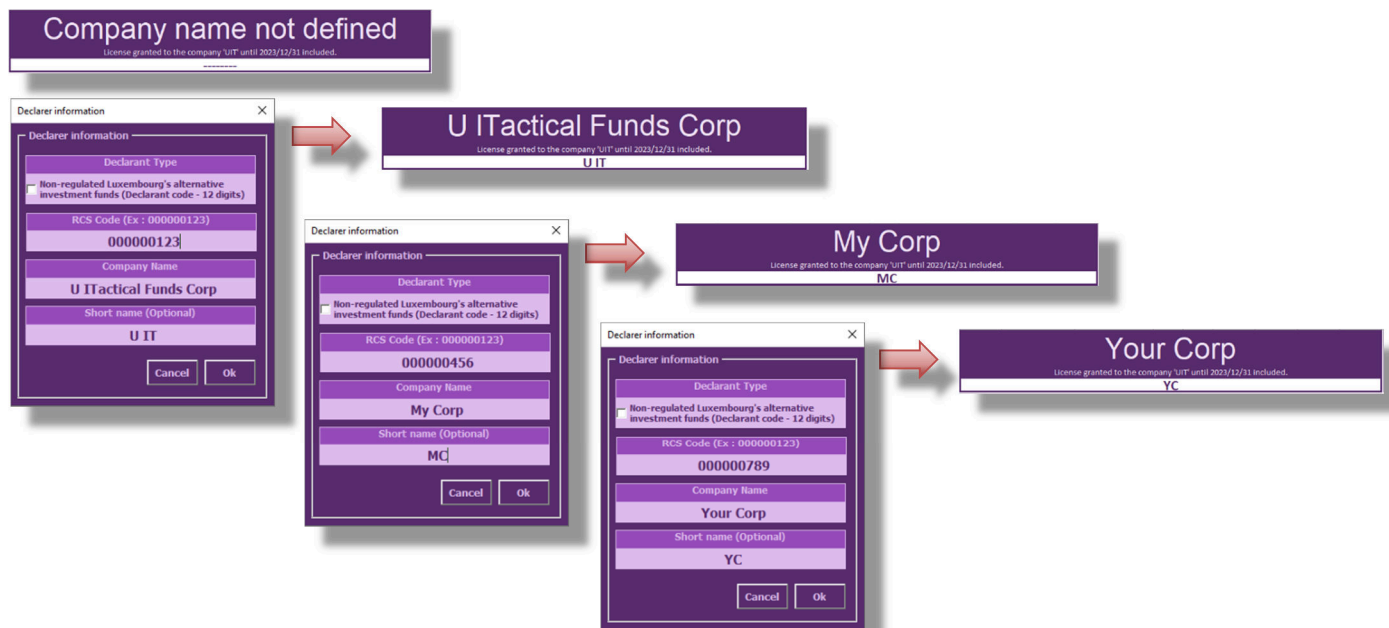 Company name not defined
License granted to the company 'UIT' until 2023/12/31 included.
--------
Declarer information
Declarer information
Declarant Type
Non-regulated Luxembourg's alternative
investment funds (Declarant code - 12 digits)
RCS Code (Ex : 000000123)
000000123
Company Name
U ITactical Funds Corp
Short name (Optional)
U IT
Cancel
Ok
U ITactical Funds Corp
License granted to the company 'UIT' until 2023/12/31 included.
U IT
Declarer information
Declarer information
Declarant Type
Non-regulated Luxembourg's alternative
investment funds (Declarant code - 12 digits)
RCS Code (Ex : 000000123)
000000456
Company Name
My Corp
Short name (Optional)
MC
Cancel
Ok
My Corp
License granted to the company 'UIT' until 2023/12/31 included.
MC
Declarer information
Declarer information
Declarant Type
Non-regulated Luxembourg's alternative
investment funds (Declarant code - 12 digits)
RCS Code (Ex : 000000123)
000000789
Company Name
Your Corp
Short name (Optional)
YC
Cancel
Ok
Your Corp
License granted to the company 'UIT' until 2023/12/31 included.
YC